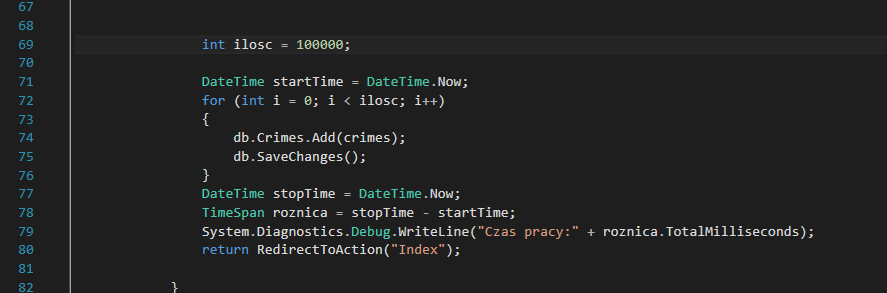 67
68
69 int ilosc = 100000;
70
71 DateTime startTime = DateTime.Now;
72 for (int i = 0; i < ilosc; i++)
73 {
74 db.Crimes.Add(crimes);
75 db.SaveChanges();
76 }
77 DateTime stopTime = DateTime.Now;
78 TimeSpan roznica = stopTime - startTime;
79 System.Diagnostics.Debug.WriteLine("Czas pracy:" + roznica.TotalMilliseconds);
80 return RedirectToAction("Index");
81
82 }